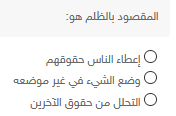 المقصود بالظلم هو:
إعطاء الناس حقوقهم
وضع الشيء في غير موضعه
التحلل من حقوق الآخرين